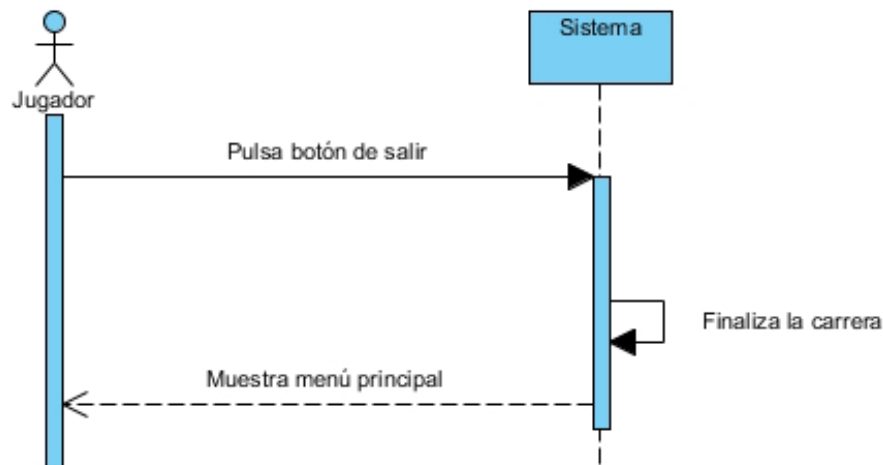 Sistema
Jugador
Pulsa botón de salir
Finaliza la carrera
Muestra menú principal